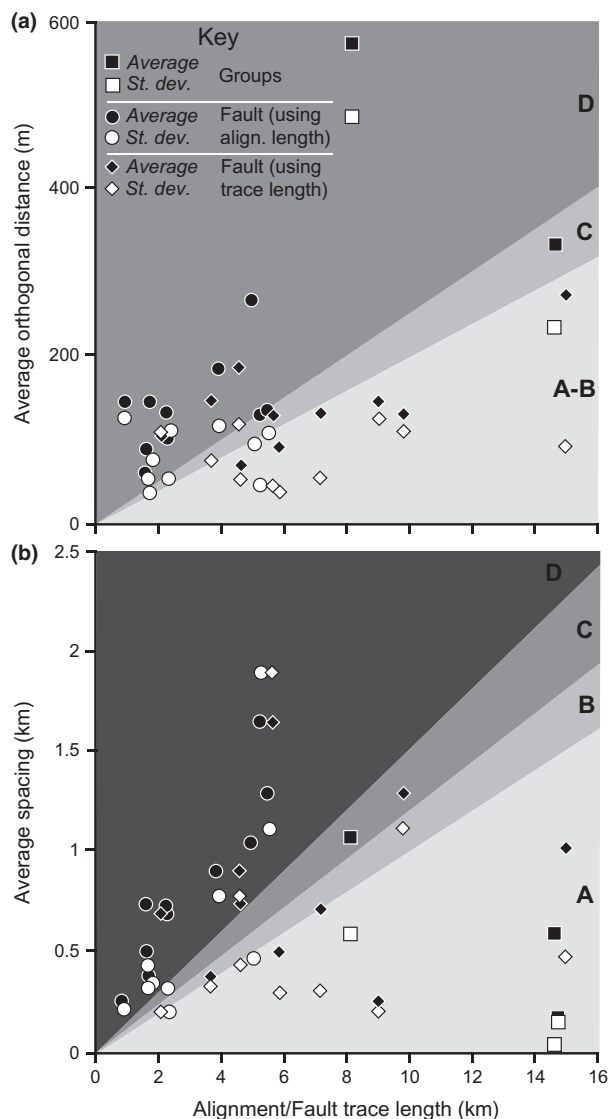 (a)
600
400
200
0
Average orthogonal distance (m)
Key
Average
St. dev.
Groups
Average
St. dev.
Fault (using
align. length)
Average
St. dev.
Fault (using
trace length)
D
C
A-B
(b)
2.5
2
1.5
1
0.5
0
Average spacing (km)
D
C
B
A
0 2 4 6 8 10 12 14 16
Alignment/Fault trace length (km)